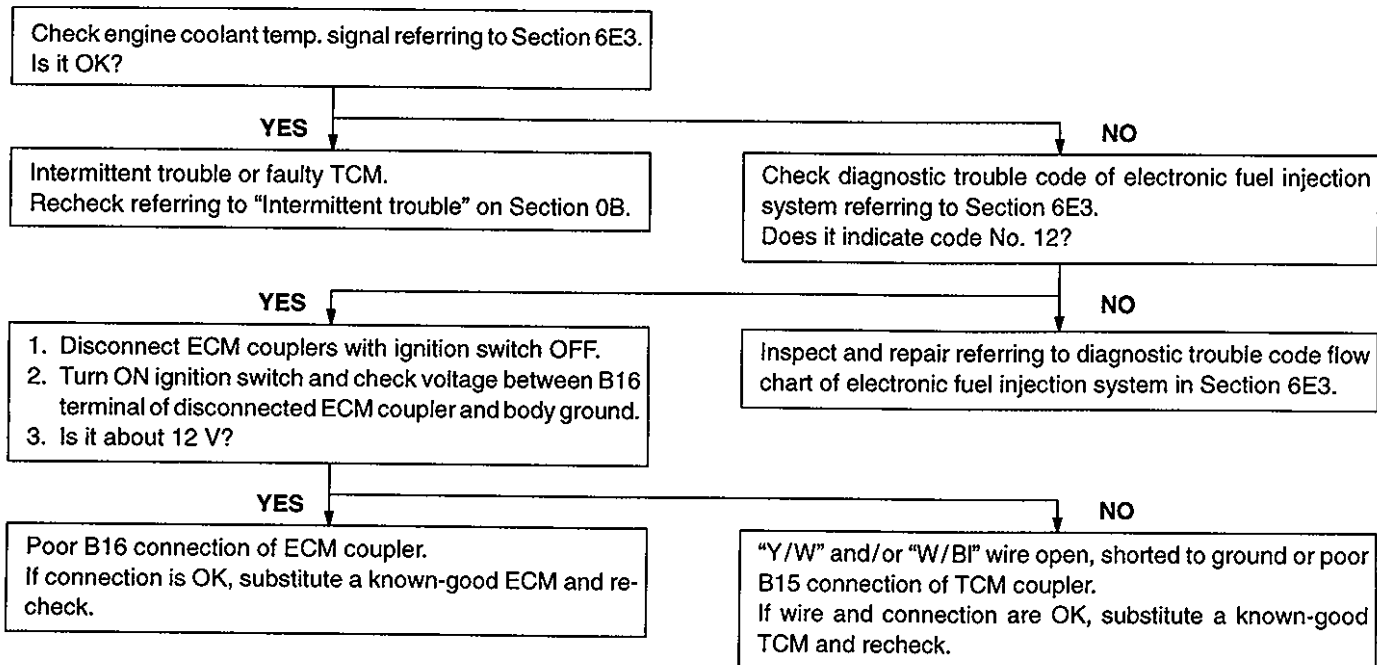 Check engine coolant temp. signal referring to Section 6E3.
Is it OK?
YES
NO
Intermittent trouble or faulty TCM.
Recheck referring to “Intermittent trouble” on Section 0B.
Check diagnostic trouble code of electronic fuel injection
system referring to Section 6E3.
Does it indicate code No. 12?
YES
NO
1. Disconnect ECM couplers with ignition switch OFF.
2. Turn ON ignition switch and check voltage between B16
terminal of disconnected ECM coupler and body ground.
3. Is it about 12 V?
Inspect and repair referring to diagnostic trouble code flow
chart of electronic fuel injection system in Section 6E3.
YES
NO
Poor B16 connection of ECM coupler.
If connection is OK, substitute a known-good ECM and re-
check.
“Y/W” and/or “W/Bl” wire open, shorted to ground or poor
B15 connection of TCM coupler.
If wire and connection are OK, substitute a known-good
TCM and recheck.